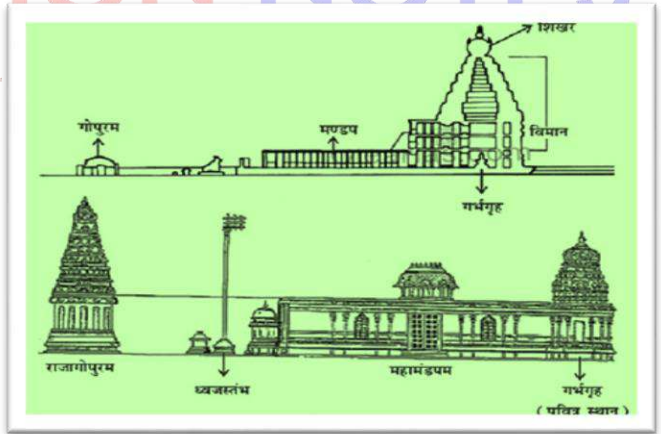 शिखर
गोपुरम
मण्डप
विमान
गर्भगृह
राजागोपुरम
ध्वजस्तंभ
महामंडपम
गर्भगृह
( पवित्र स्थान )